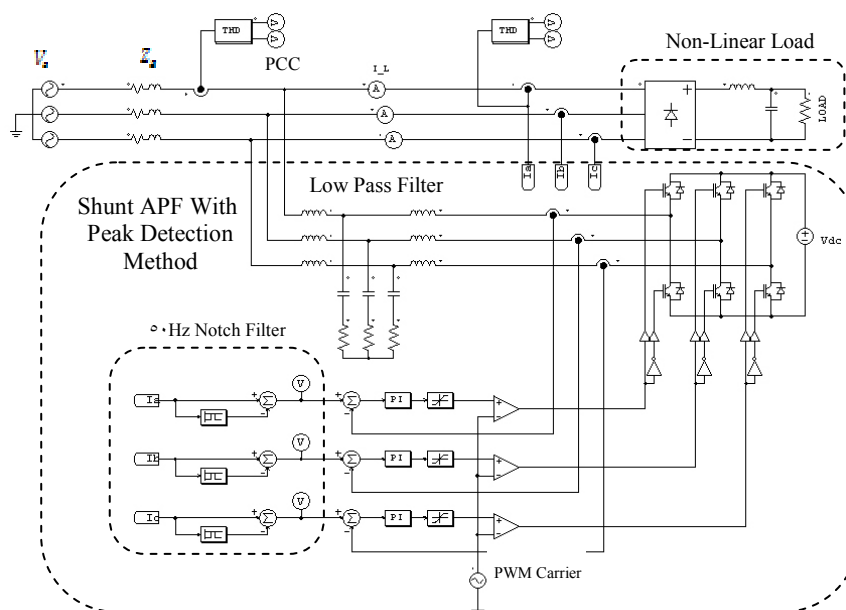 THD
THD
V
V
V
V
PCC
Non-Linear Load
I_L
A
A
A
LOAD
Ia
Ib
Ic
Low Pass Filter
Shunt APF With
Peak Detection
Method
Vdc
٥٠Hz Notch Filter
V
Ia
PI
V
Ib
PI
V
Ic
PI
PWM Carrier